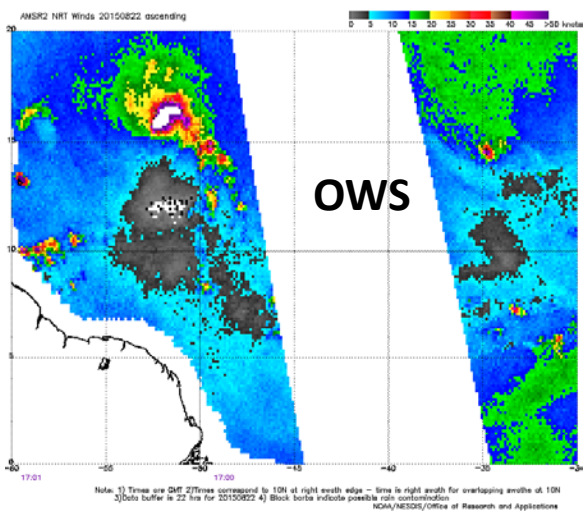 AMSR2 NRT Winds 20150822 ascending
0 5 10 15 20 25 30 35 40 45 >50 knots
20
15
OWS
10
5
-60 -55 -50 -45 -40 -35
17:01 17:00
Note: 1) Times are GMT 2)Times correspond to 10N at right swath edge - time is right swath for overlapping swaths at 10N
3)Data buffer is 22 hrs for 20150822 4) Black barbs indicate possible rain contamination
NOAA/NESDIS/Office of Research and Applications